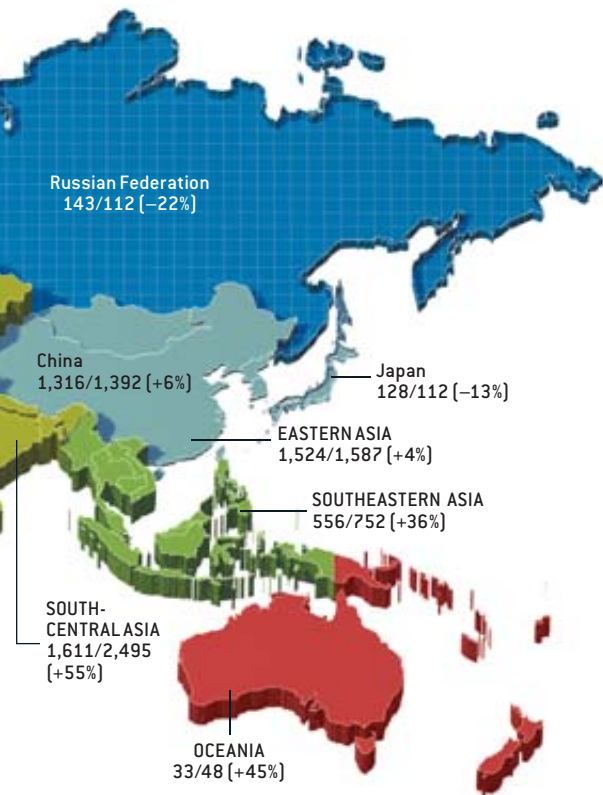 Russian Federation
143/112 (–22%)
China
1,316/1,392 (+6%)
Japan
128/112 (–13%)
EASTERN ASIA
1,524/1,587 (+4%)
SOUTHEASTERN ASIA
556/752 (+36%)
SOUTH-
CENTRAL ASIA
1,611/2,495
(+55%)
OCEANIA
33/48 (+45%)